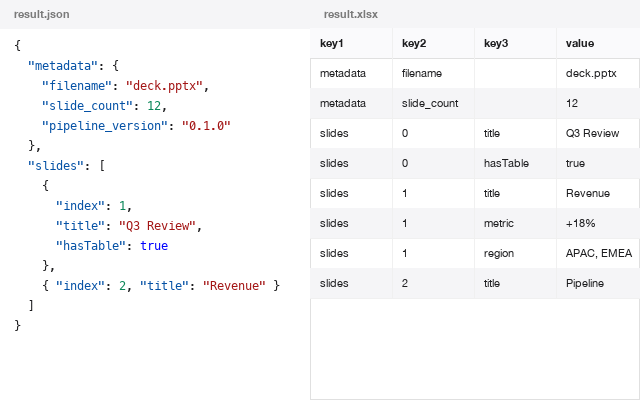 result.json
{
"metadata": {
"filename": "deck.pptx",
"slide_count": 12,
"pipeline_version": "0.1.0"
},
"slides": [
{
"index": 1,
"title": "Q3 Review",
"hasTable": true
},
{ "index": 2, "title": "Revenue" }
]
}
result.xlsx
key1 key2 key3 value
metadata filename deck.pptx
metadata slide_count 12
slides 0 title Q3 Review
slides 0 hasTable true
slides 1 title Revenue
slides 1 metric +18%
slides 1 region APAC, EMEA
slides 2 title Pipeline